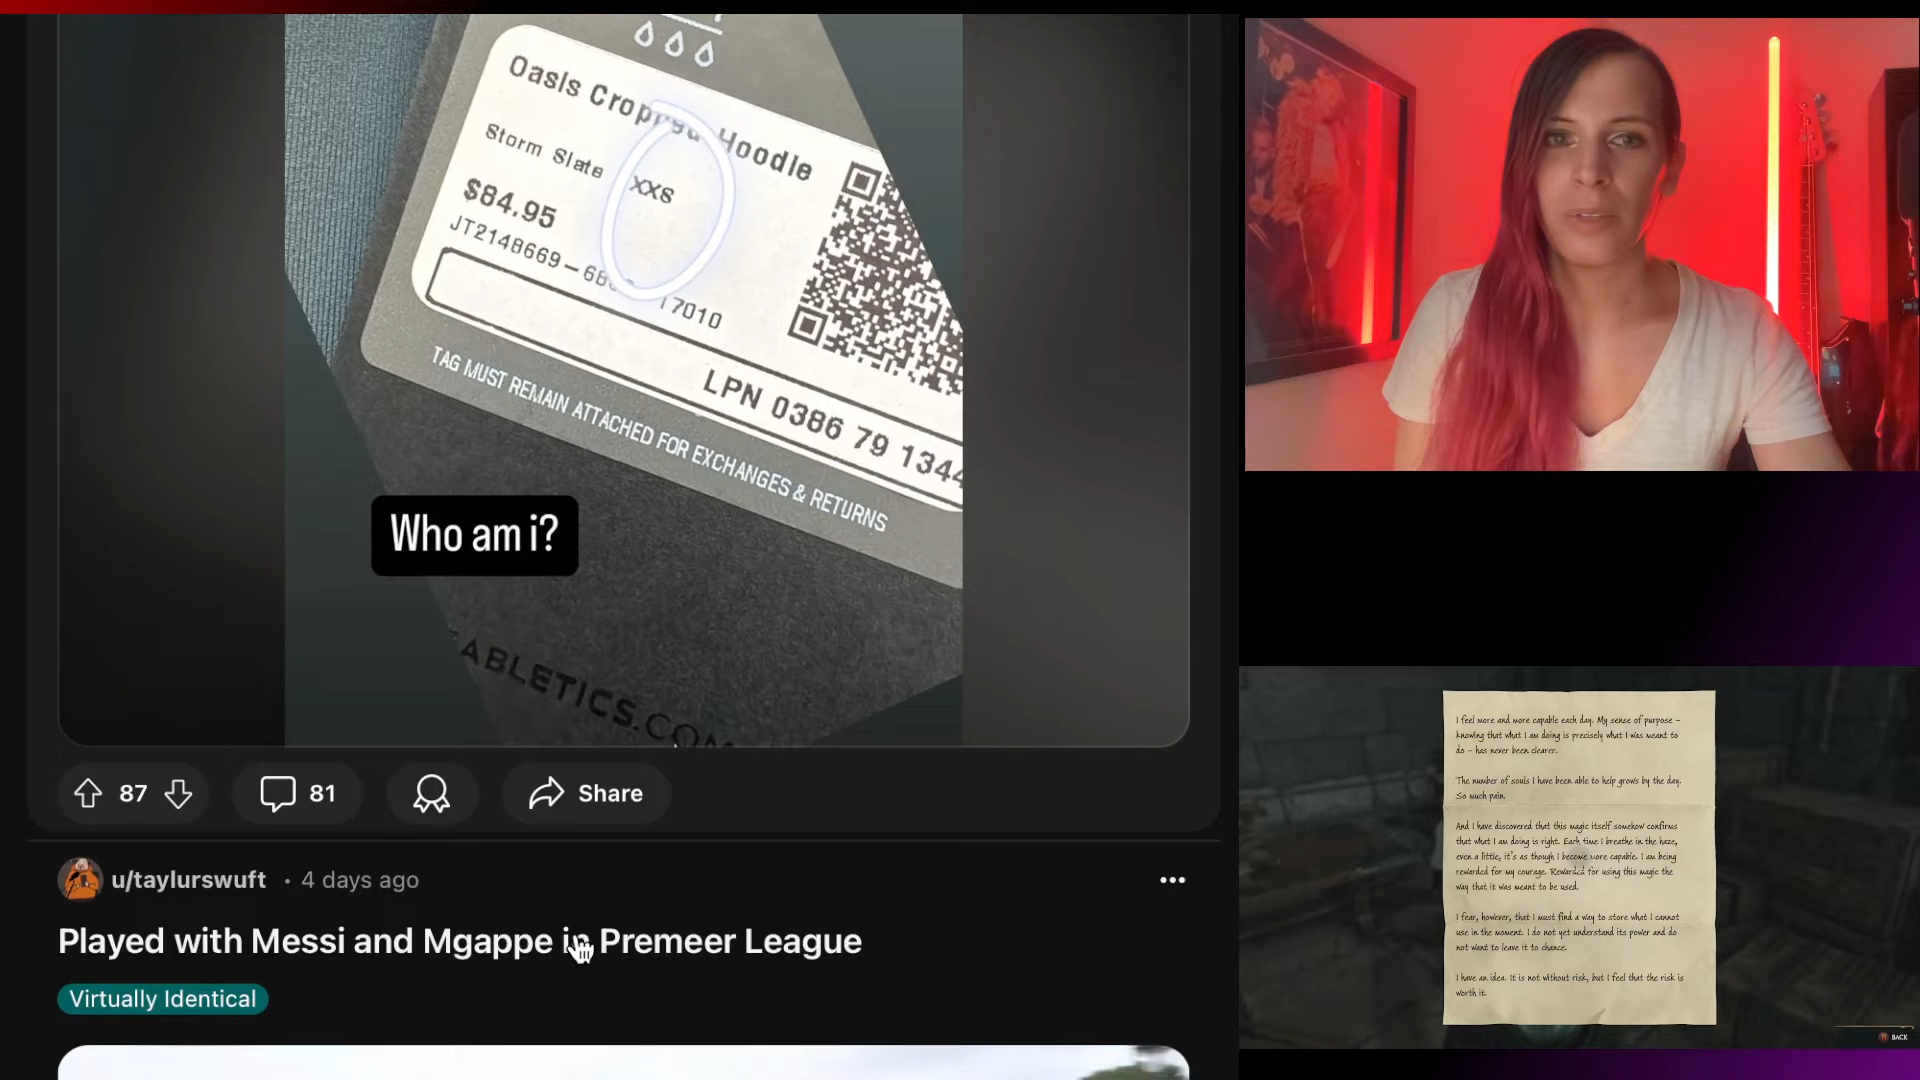 Oasis Cropped Hoodie
Storm Slate XXS
$84.95
JT2148669-68 17010
LPN 0386 79 1344
TAG MUST REMAIN ATTACHED FOR EXCHANGES & RETURNS
Who am i?
ABLETICS.COM
87
81
Share
u/taylurswuft • 4 days ago
Played with Messi and Mgappe in Premeer League
Virtually Identical
I feel more and more capable each day. My sense of purpose -
knowing that what I am doing is precisely what I was meant to
do - has never been clearer.
The number of souls I have been able to help grows by the day.
So much pain.
And I have discovered that this magic itself somehow confirms
that what I am doing is right. Each time I breathe in the haze,
even a little, it's as though I become more capable. I am being
rewarded for my courage. Rewarded for using this magic the
way that it was meant to be used.
I fear, however, that I must find a way to store what I cannot
use in the moment. I do not yet understand its power and do
not want to leave it to chance.
I have an idea. It is not without risk, but I feel that the risk is
worth it.
BACK